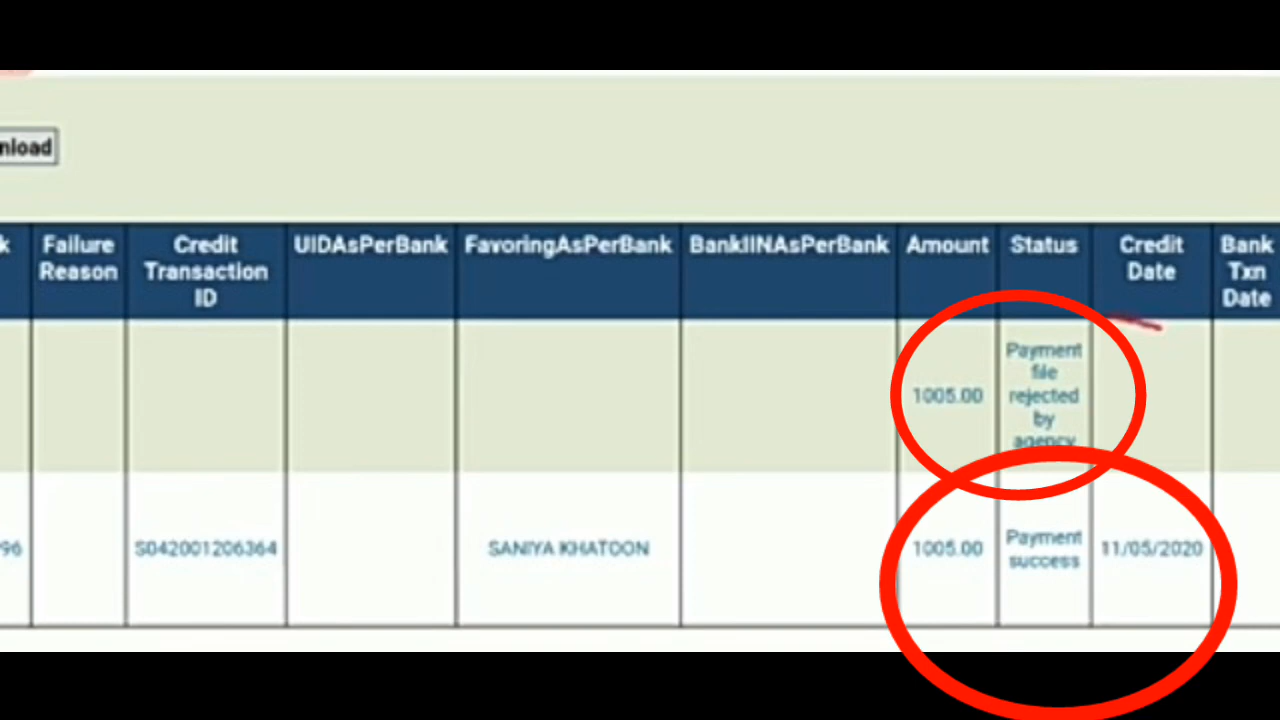 nload
k
Failure
Reason
Credit
Transaction
ID
UIDAsPerBank
FavoringAsPerBank
BankIINAsPerBank
Amount
Status
Credit
Date
Bank
Txn
Date
1005.00
Payment
file
rejected
by
agency
96
S042001206364
SANIYA KHATOON
1005.00
Payment
success
11/05/2020